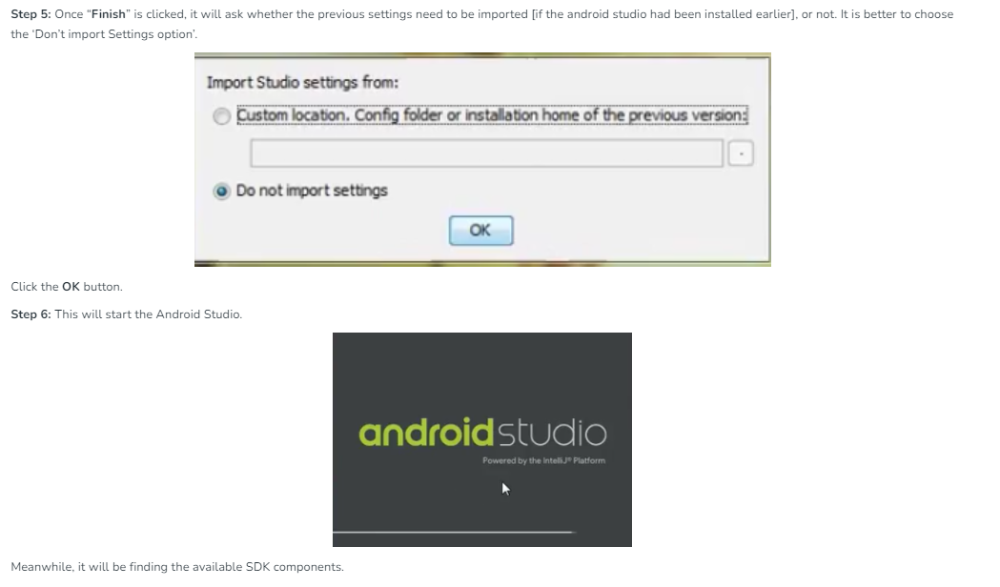 Step 5: Once “Finish” is clicked, it will ask whether the previous settings need to be imported [if the android studio had been installed earlier], or not. It is better to choose
the ‘Don’t import Settings option’.
Import Studio settings from:
Custom location. Config folder or installation home of the previous version:
Do not import settings
OK
Click the OK button.
Step 6: This will start the Android Studio.
androidstudio
Powered by the IntelliJ® Platform
Meanwhile, it will be finding the available SDK components.